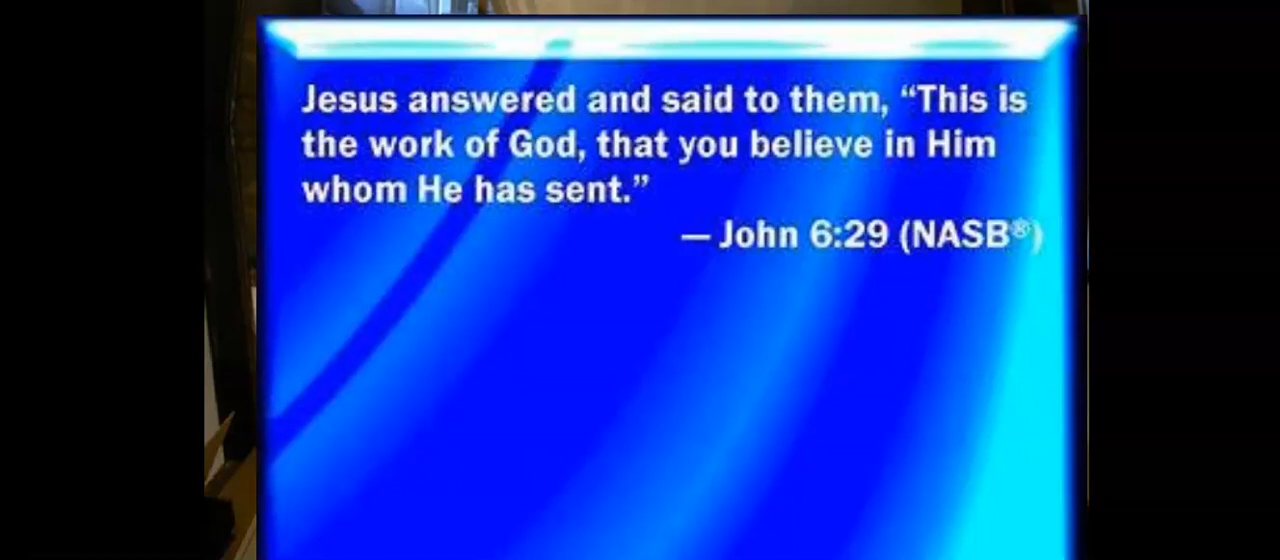 Jesus answered and said to them, “This is
the work of God, that you believe in Him
whom He has sent.”
— John 6:29 (NASB®)